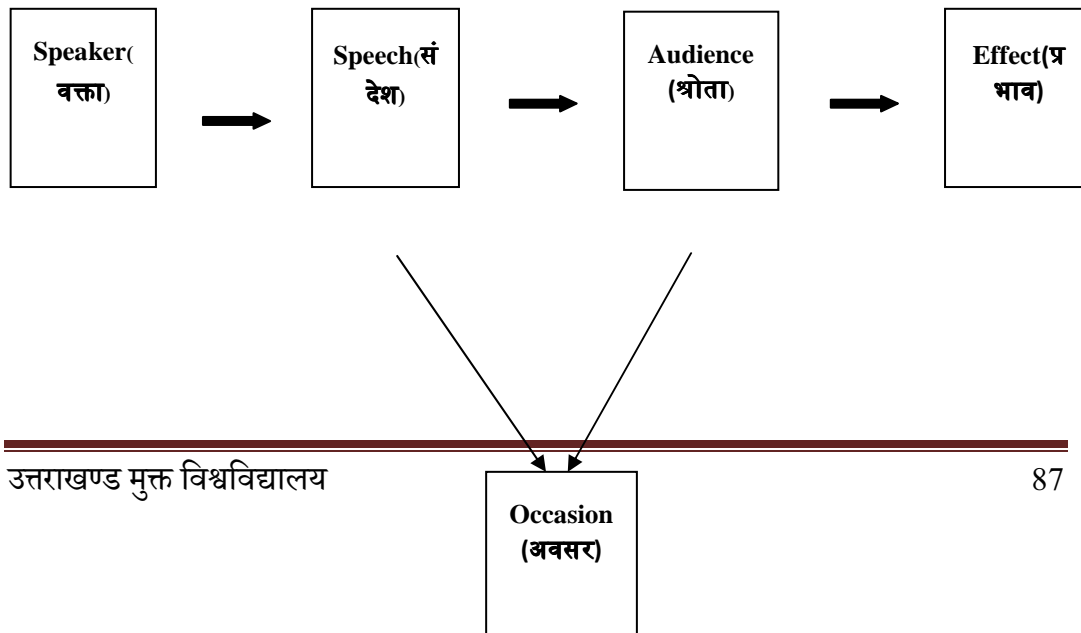 Speaker(
वक्ता)
Speech(सं
देश)
Audience
(श्रोता)
Effect(प्र
भाव)
उत्तराखण्ड मुक्त विश्वविद्यालय
87
Occasion
(अवसर)